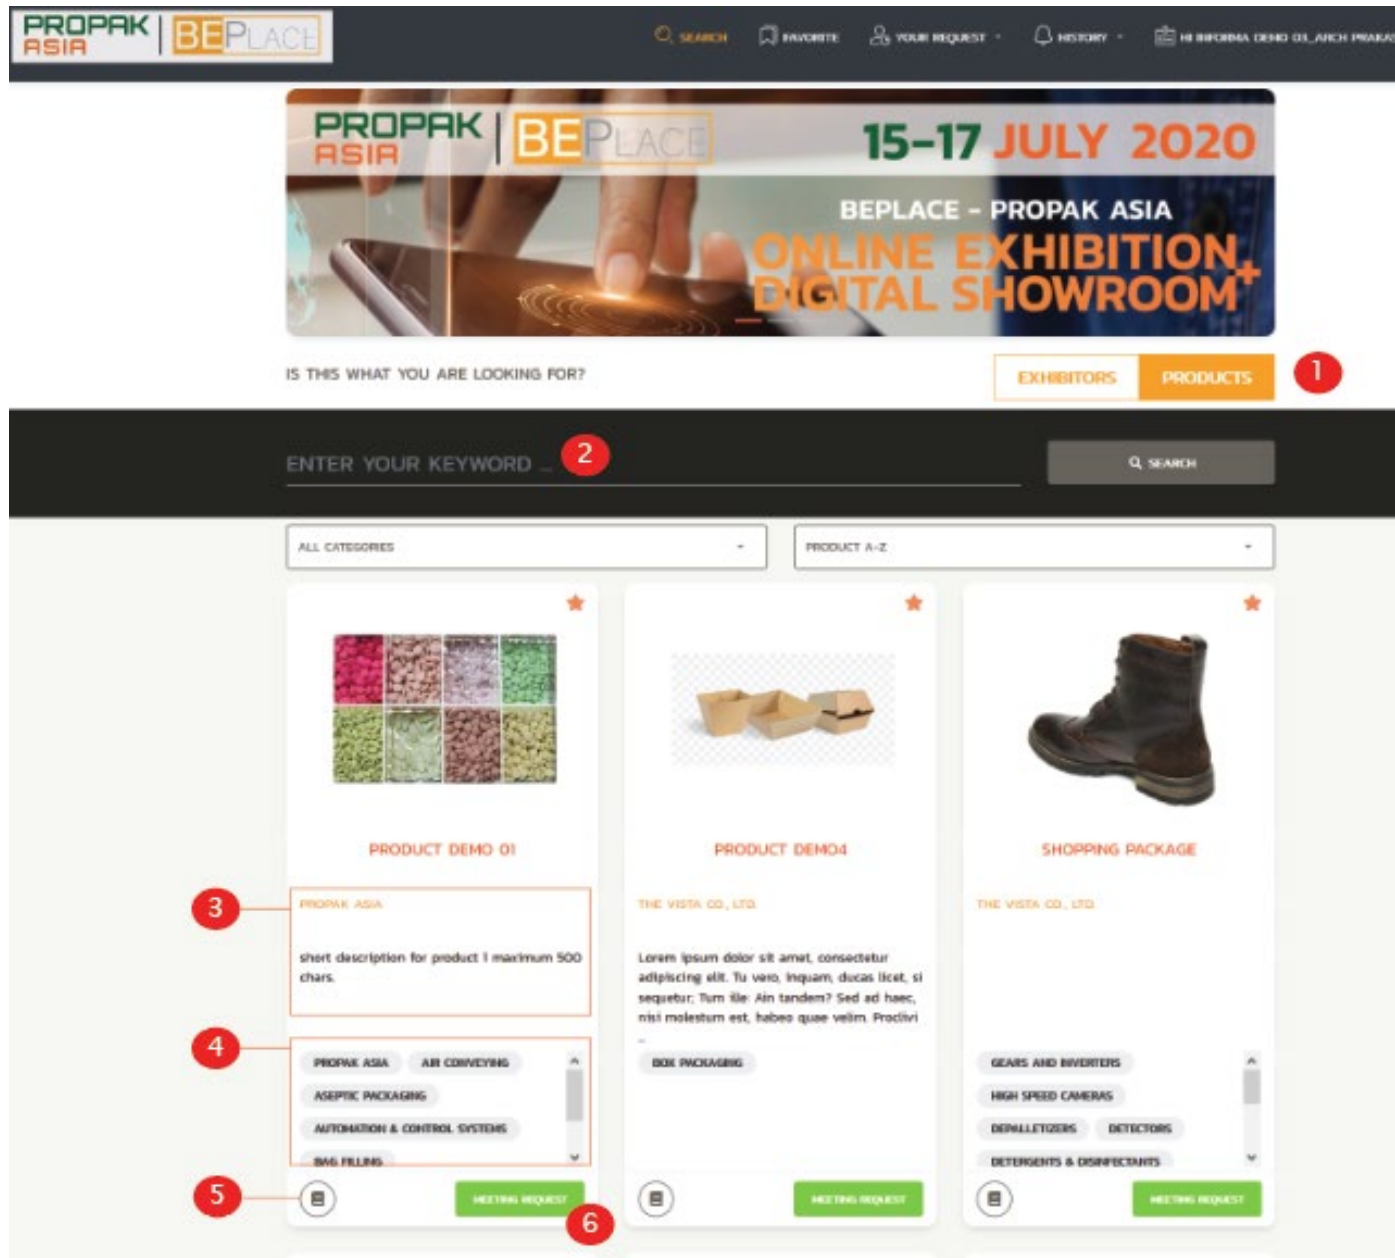 PROPAK ASIA | BEPLACE
SEARCH FAVORITE YOUR REQUEST HISTORY HI INFORMA DEMO 03_ARCH
PROPAK ASIA | BEPLACE
15-17 JULY 2020
BEPLACE - PROPAK ASIA
ONLINE EXHIBITION+
DIGITAL SHOWROOM
IS THIS WHAT YOU ARE LOOKING FOR?
EXHIBITORS PRODUCTS 1
ENTER YOUR KEYWORD ... 2
SEARCH
ALL CATEGORIES
PRODUCT A-Z
PRODUCT DEMO 01
3
PROPAK ASIA
short description for product 1 maximum 500
chars.
4
PROPAK ASIA AIR CONVEYING
ASEPTIC PACKAGING
AUTOMATION & CONTROL SYSTEMS
BAG FILLING
5
MEETING REQUEST
6
PRODUCT DEMO4
THE VISTA CO., LTD.
Lorem ipsum dolor sit amet, consectetur
adipiscing elit. Tu vero, inquam, ducas licet, si
sequetur; Tum ille: Ain tandem? Sed ad haec,
nisi molestum est, habeo quae velim. Proclivi
...
BOX PACKAGING
MEETING REQUEST
SHOPPING PACKAGE
THE VISTA CO., LTD.
GEARS AND INVERTERS
HIGH SPEED CAMERAS
DEPALLETIZERS DETECTORS
DETERGENTS & DISINFECTANTS
MEETING REQUEST